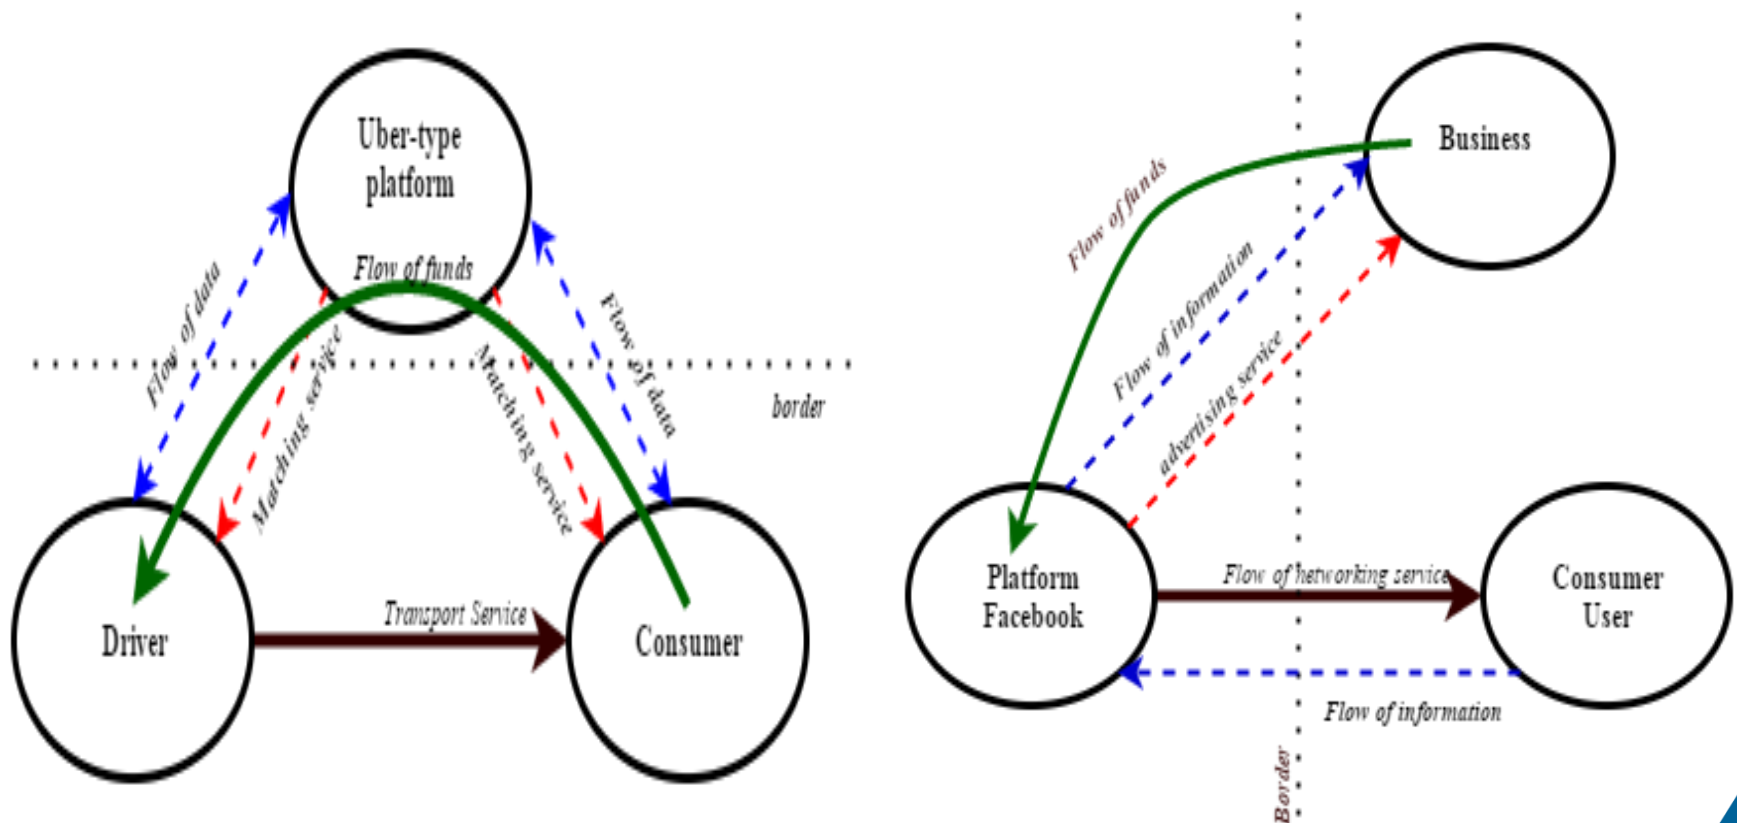 Uber-type
platform
Flow of funds
Flow of data
Matching service
Matching service
Flow of data
border
Driver
Transport Service
Consumer
Business
Flow of funds
Flow of information
advertising service
Platform
Facebook
Flow of networking service
Consumer
User
Flow of information
Border